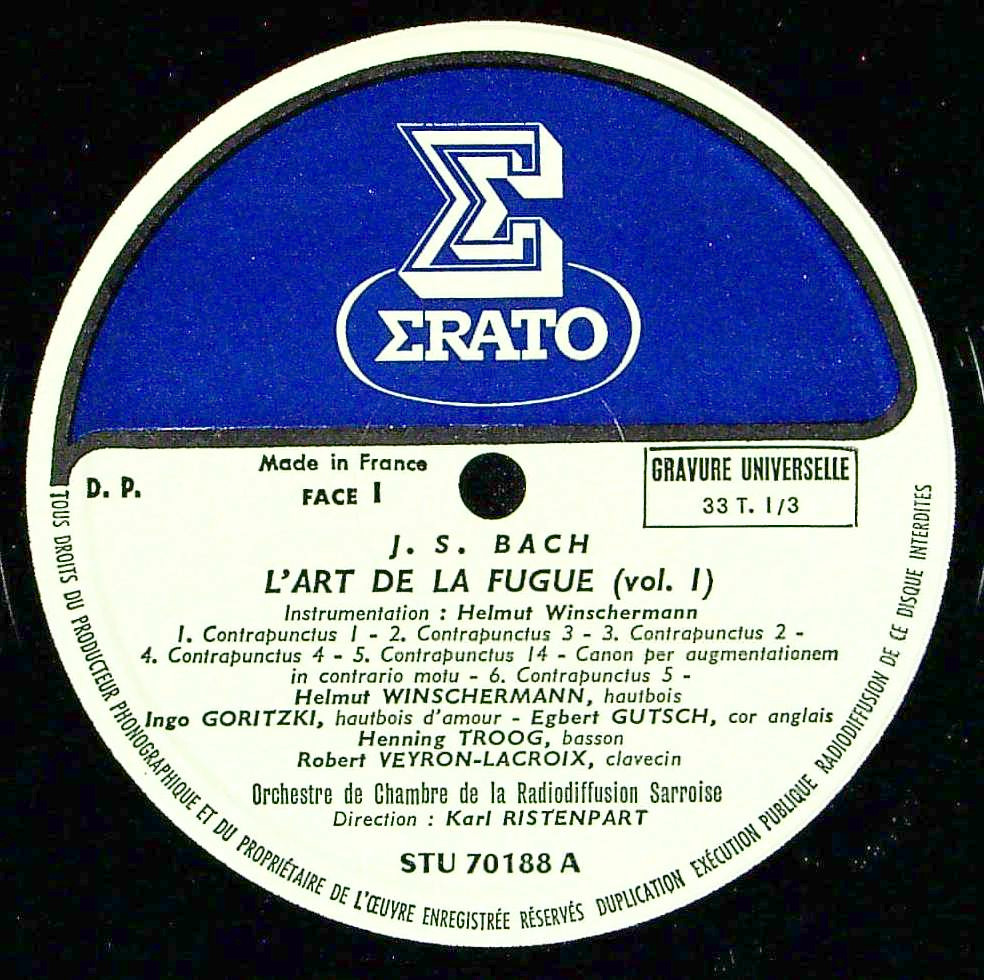 ΣRATO
Made in France
FACE I
D. P.
GRAVURE UNIVERSELLE
33 T. 1/3
J. S. BACH
L'ART DE LA FUGUE (vol. I)
Instrumentation : Helmut Winschermann
1. Contrapunctus 1 - 2. Contrapunctus 3 - 3. Contrapunctus 2 -
4. Contrapunctus 4 - 5. Contrapunctus 14 - Canon per augmentationem
in contrario motu - 6. Contrapunctus 5 -
Helmut WINSCHERMANN, hautbois
Ingo GORITZKI, hautbois d'amour - Egbert GUTSCH, cor anglais
Henning TROOG, basson
Robert VEYRON-LACROIX, clavecin
Orchestre de Chambre de la Radiodiffusion Sarroise
Direction : Karl RISTENPART
STU 70188 A
TOUS DROITS DU PRODUCTEUR PHONOGRAPHIQUE ET DU PROPRIÉTAIRE DE L'ŒUVRE ENREGISTRÉE RÉSERVÉS DUPLICATION EXÉCUTION PUBLIQUE RADIODIFFUSION DE CE DISQUE INTERDITES